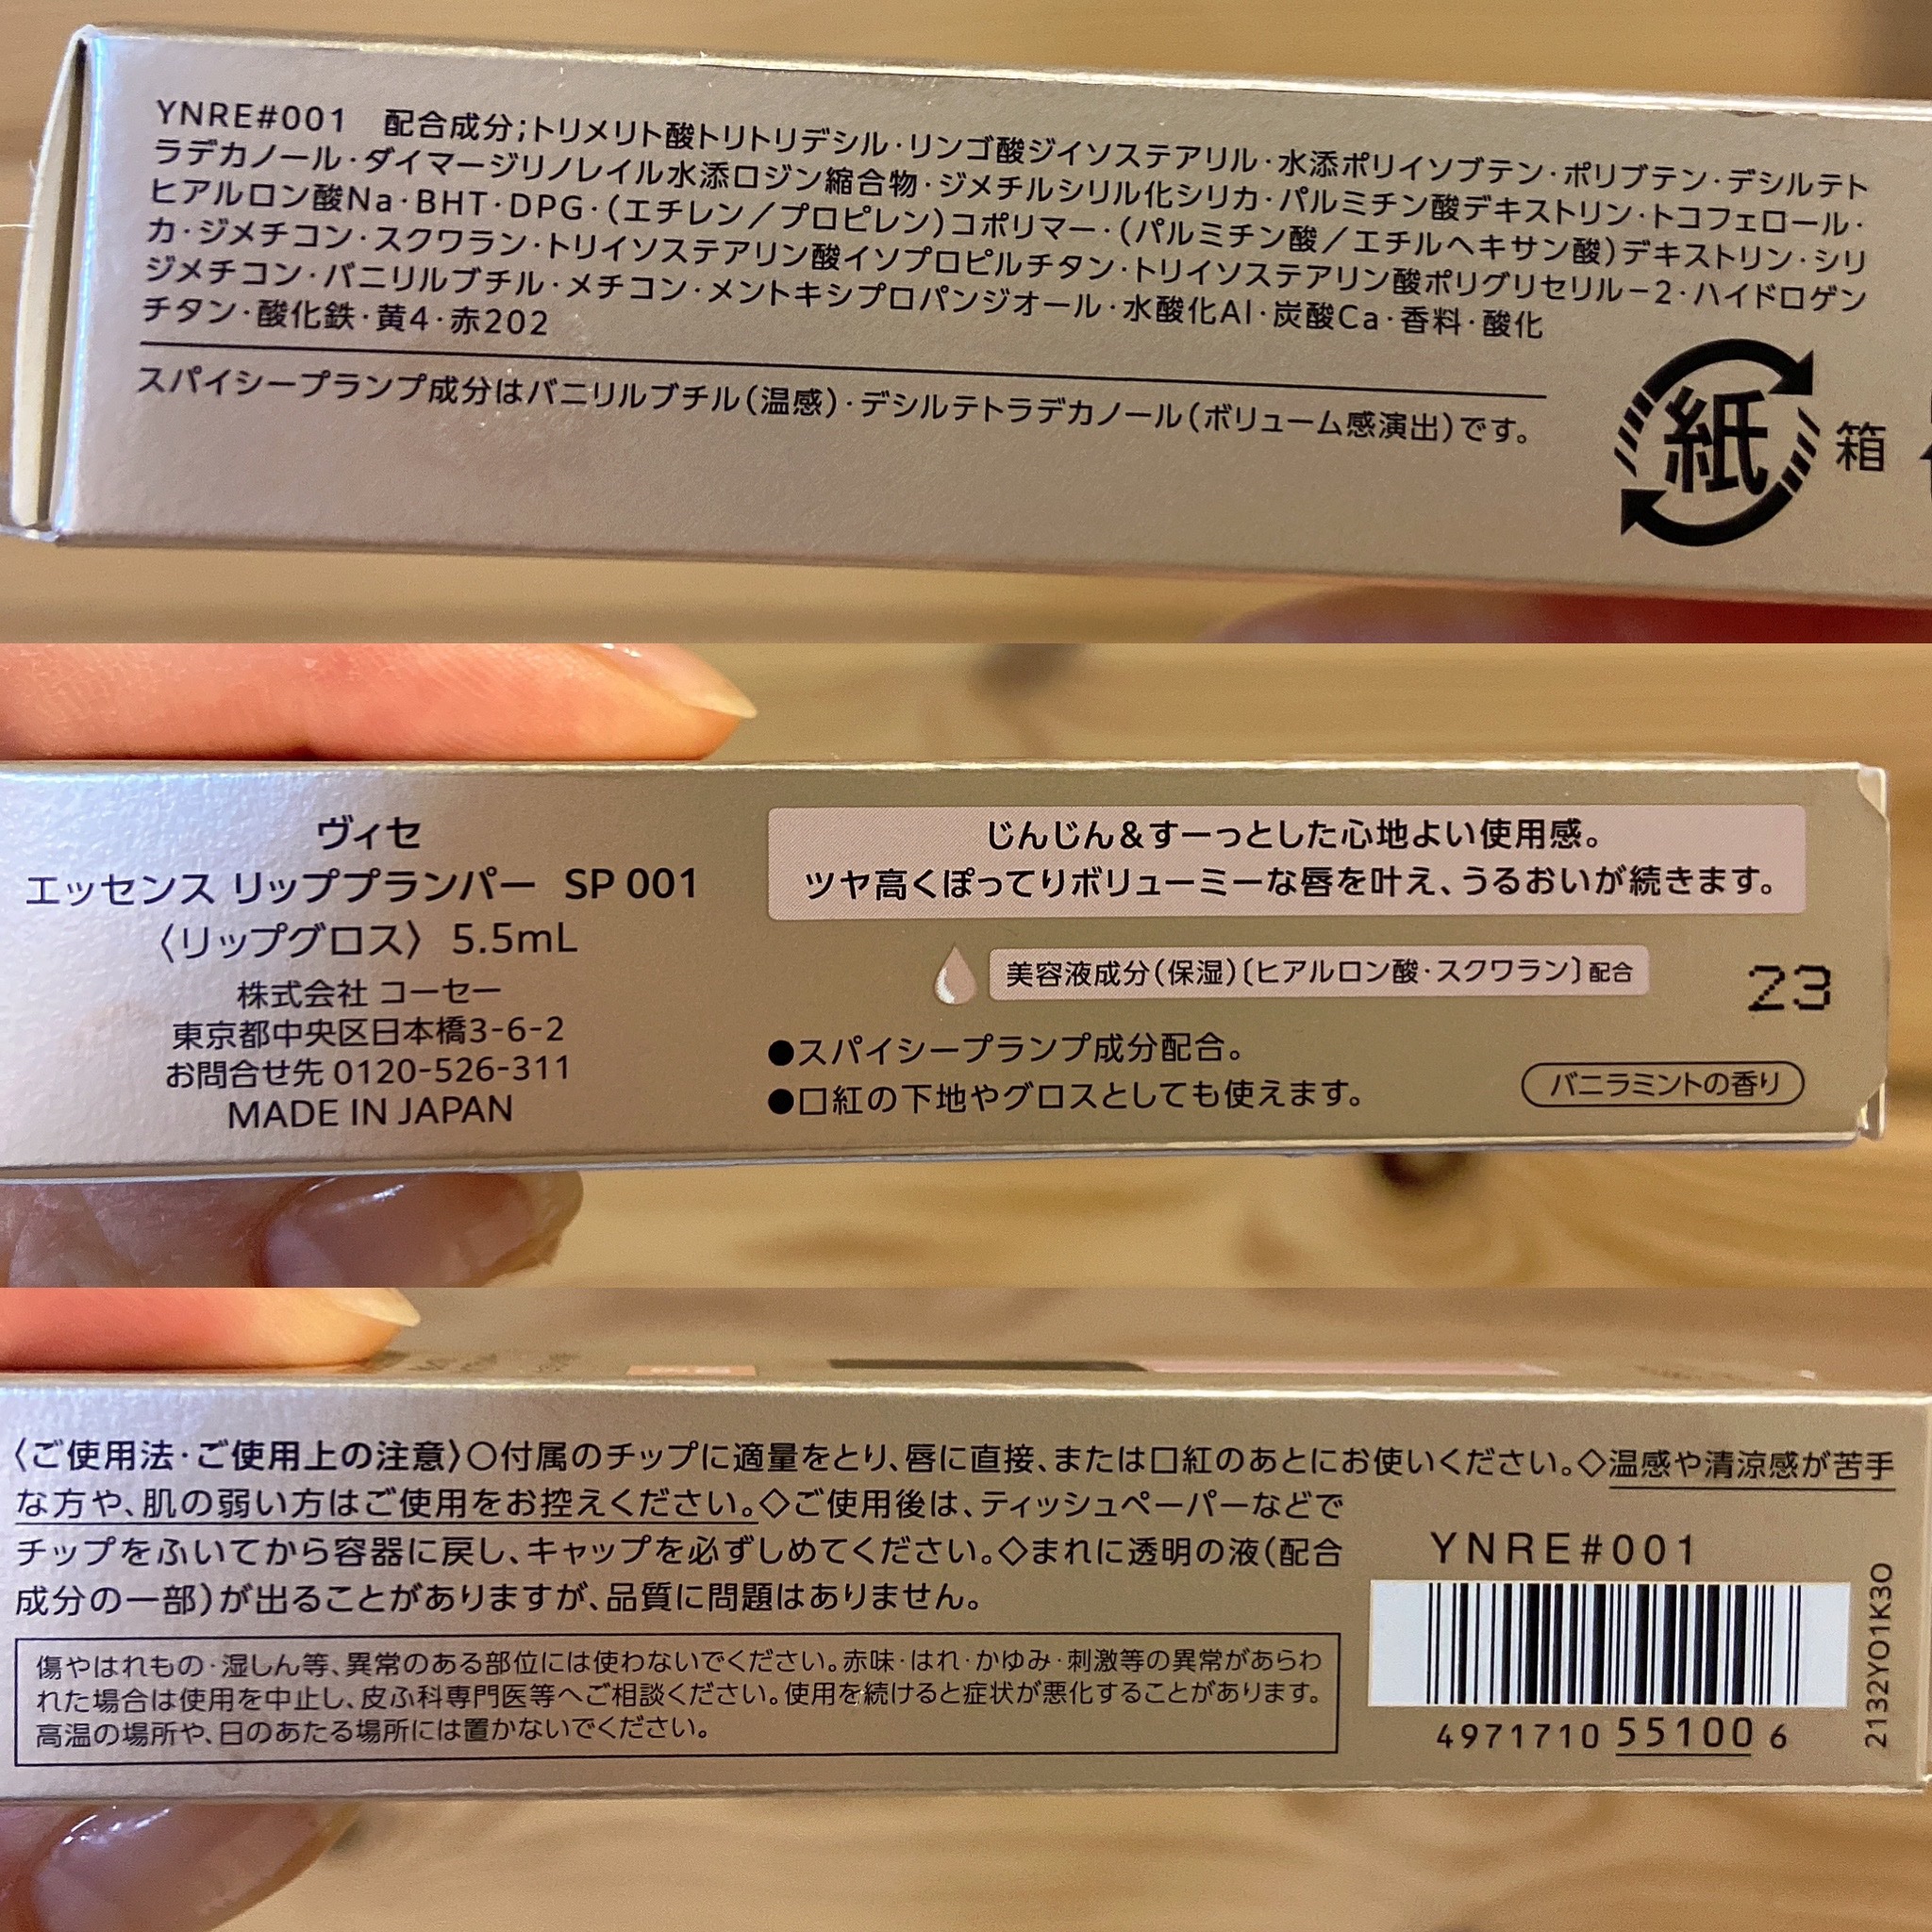 YNRE#001 配合成分;トリメリト酸トリトリデシル・リンゴ酸ジイソステアリル・水添ポリイソブテン・ポリブテン・デシルテト
ラデカノール・ダイマージリノレイル水添ロジン縮合物・ジメチルシリル化シリカ・パルミチン酸デキストリン・トコフェロール・
ヒアルロン酸Na・BHT・DPG・(エチレン/プロピレン)コポリマー・(パルミチン酸/エチルヘキサン酸)デキストリン・シリ
カ・ジメチコン・スクワラン・トリイソステアリン酸イソプロピルチタン・トリイソステアリン酸ポリグリセリル-2・ハイドロゲン
ジメチコン・バニリルブチル・メチコン・メントキシプロパンジオール・水酸化Al・炭酸Ca・香料・酸化
チタン・酸化鉄・黄4・赤202
スパイシープランプ成分はバニリルブチル(温感)・デシルテトラデカノール(ボリューム感演出)です。
紙 箱
ヴィセ
エッセンス リッププランパー SP 001
〈リップグロス〉 5.5mL
株式会社 コーセー
東京都中央区日本橋3-6-2
お問合せ先 0120-526-311
MADE IN JAPAN
じんじん&すーっとした心地よい使用感。
ツヤ高くぽってりボリューミーな唇を叶え、うるおいが続きます。
美容液成分(保湿)〔ヒアルロン酸・スクワラン〕配合
23
●スパイシープランプ成分配合。
●口紅の下地やグロスとしても使えます。
バニラミントの香り
〈ご使用法・ご使用上の注意〉○付属のチップに適量をとり、唇に直接、または口紅のあとにお使いください。◇温感や清涼感が苦手
な方や、肌の弱い方はご使用をお控えください。◇ご使用後は、ティッシュペーパーなどで
チップをふいてから容器に戻し、キャップを必ずしめてください。◇まれに透明の液(配合
成分の一部)が出ることがありますが、品質に問題はありません。
傷やはれもの・湿しん等、異常のある部位には使わないでください。赤味・はれ・かゆみ・刺激等の異常があらわ
れた場合は使用を中止し、皮ふ科専門医等へご相談ください。使用を続けると症状が悪化することがあります。
高温の場所や、日のあたる場所には置かないでください。
YNRE#001
4971710 55100 6
2132YO1K3O